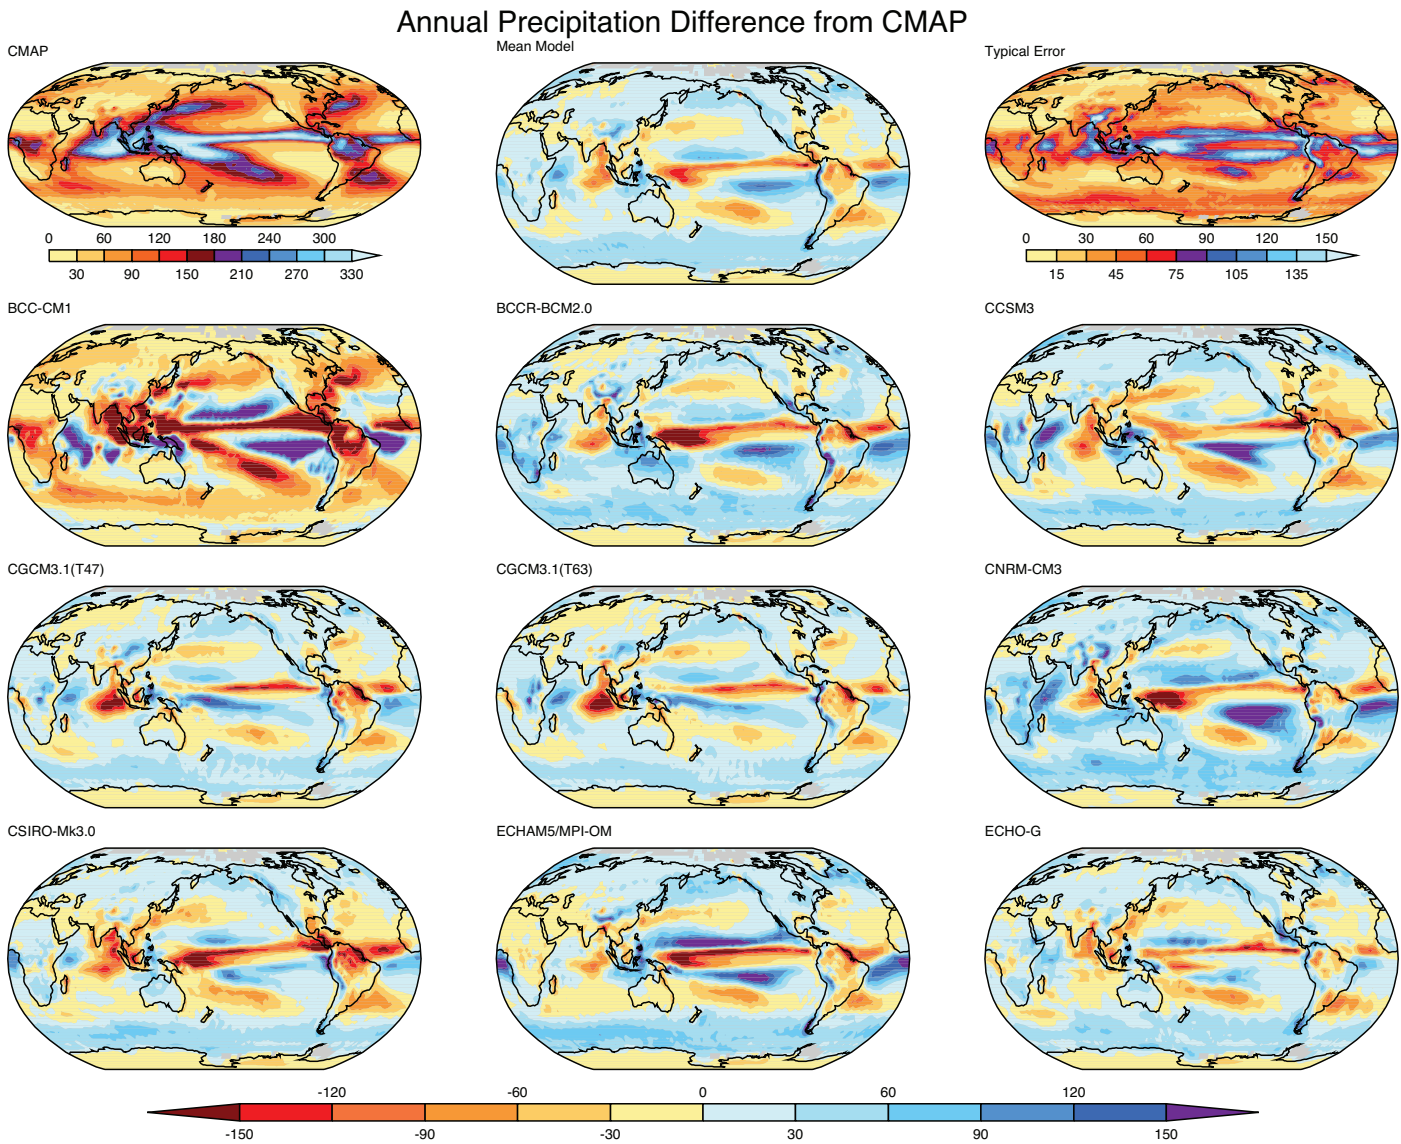 Annual Precipitation Difference from CMAP
CMAP
Mean Model
Typical Error
0 60 120 180 240 300
30 90 150 210 270 330
0 30 60 90 120 150
15 45 75 105 135
BCC-CM1
BCCR-BCM2.0
CCSM3
CGCM3.1(T47)
CGCM3.1(T63)
CNRM-CM3
CSIRO-Mk3.0
ECHAM5/MPI-OM
ECHO-G
-120 -60 0 60 120
-150 -90 -30 30 90 150